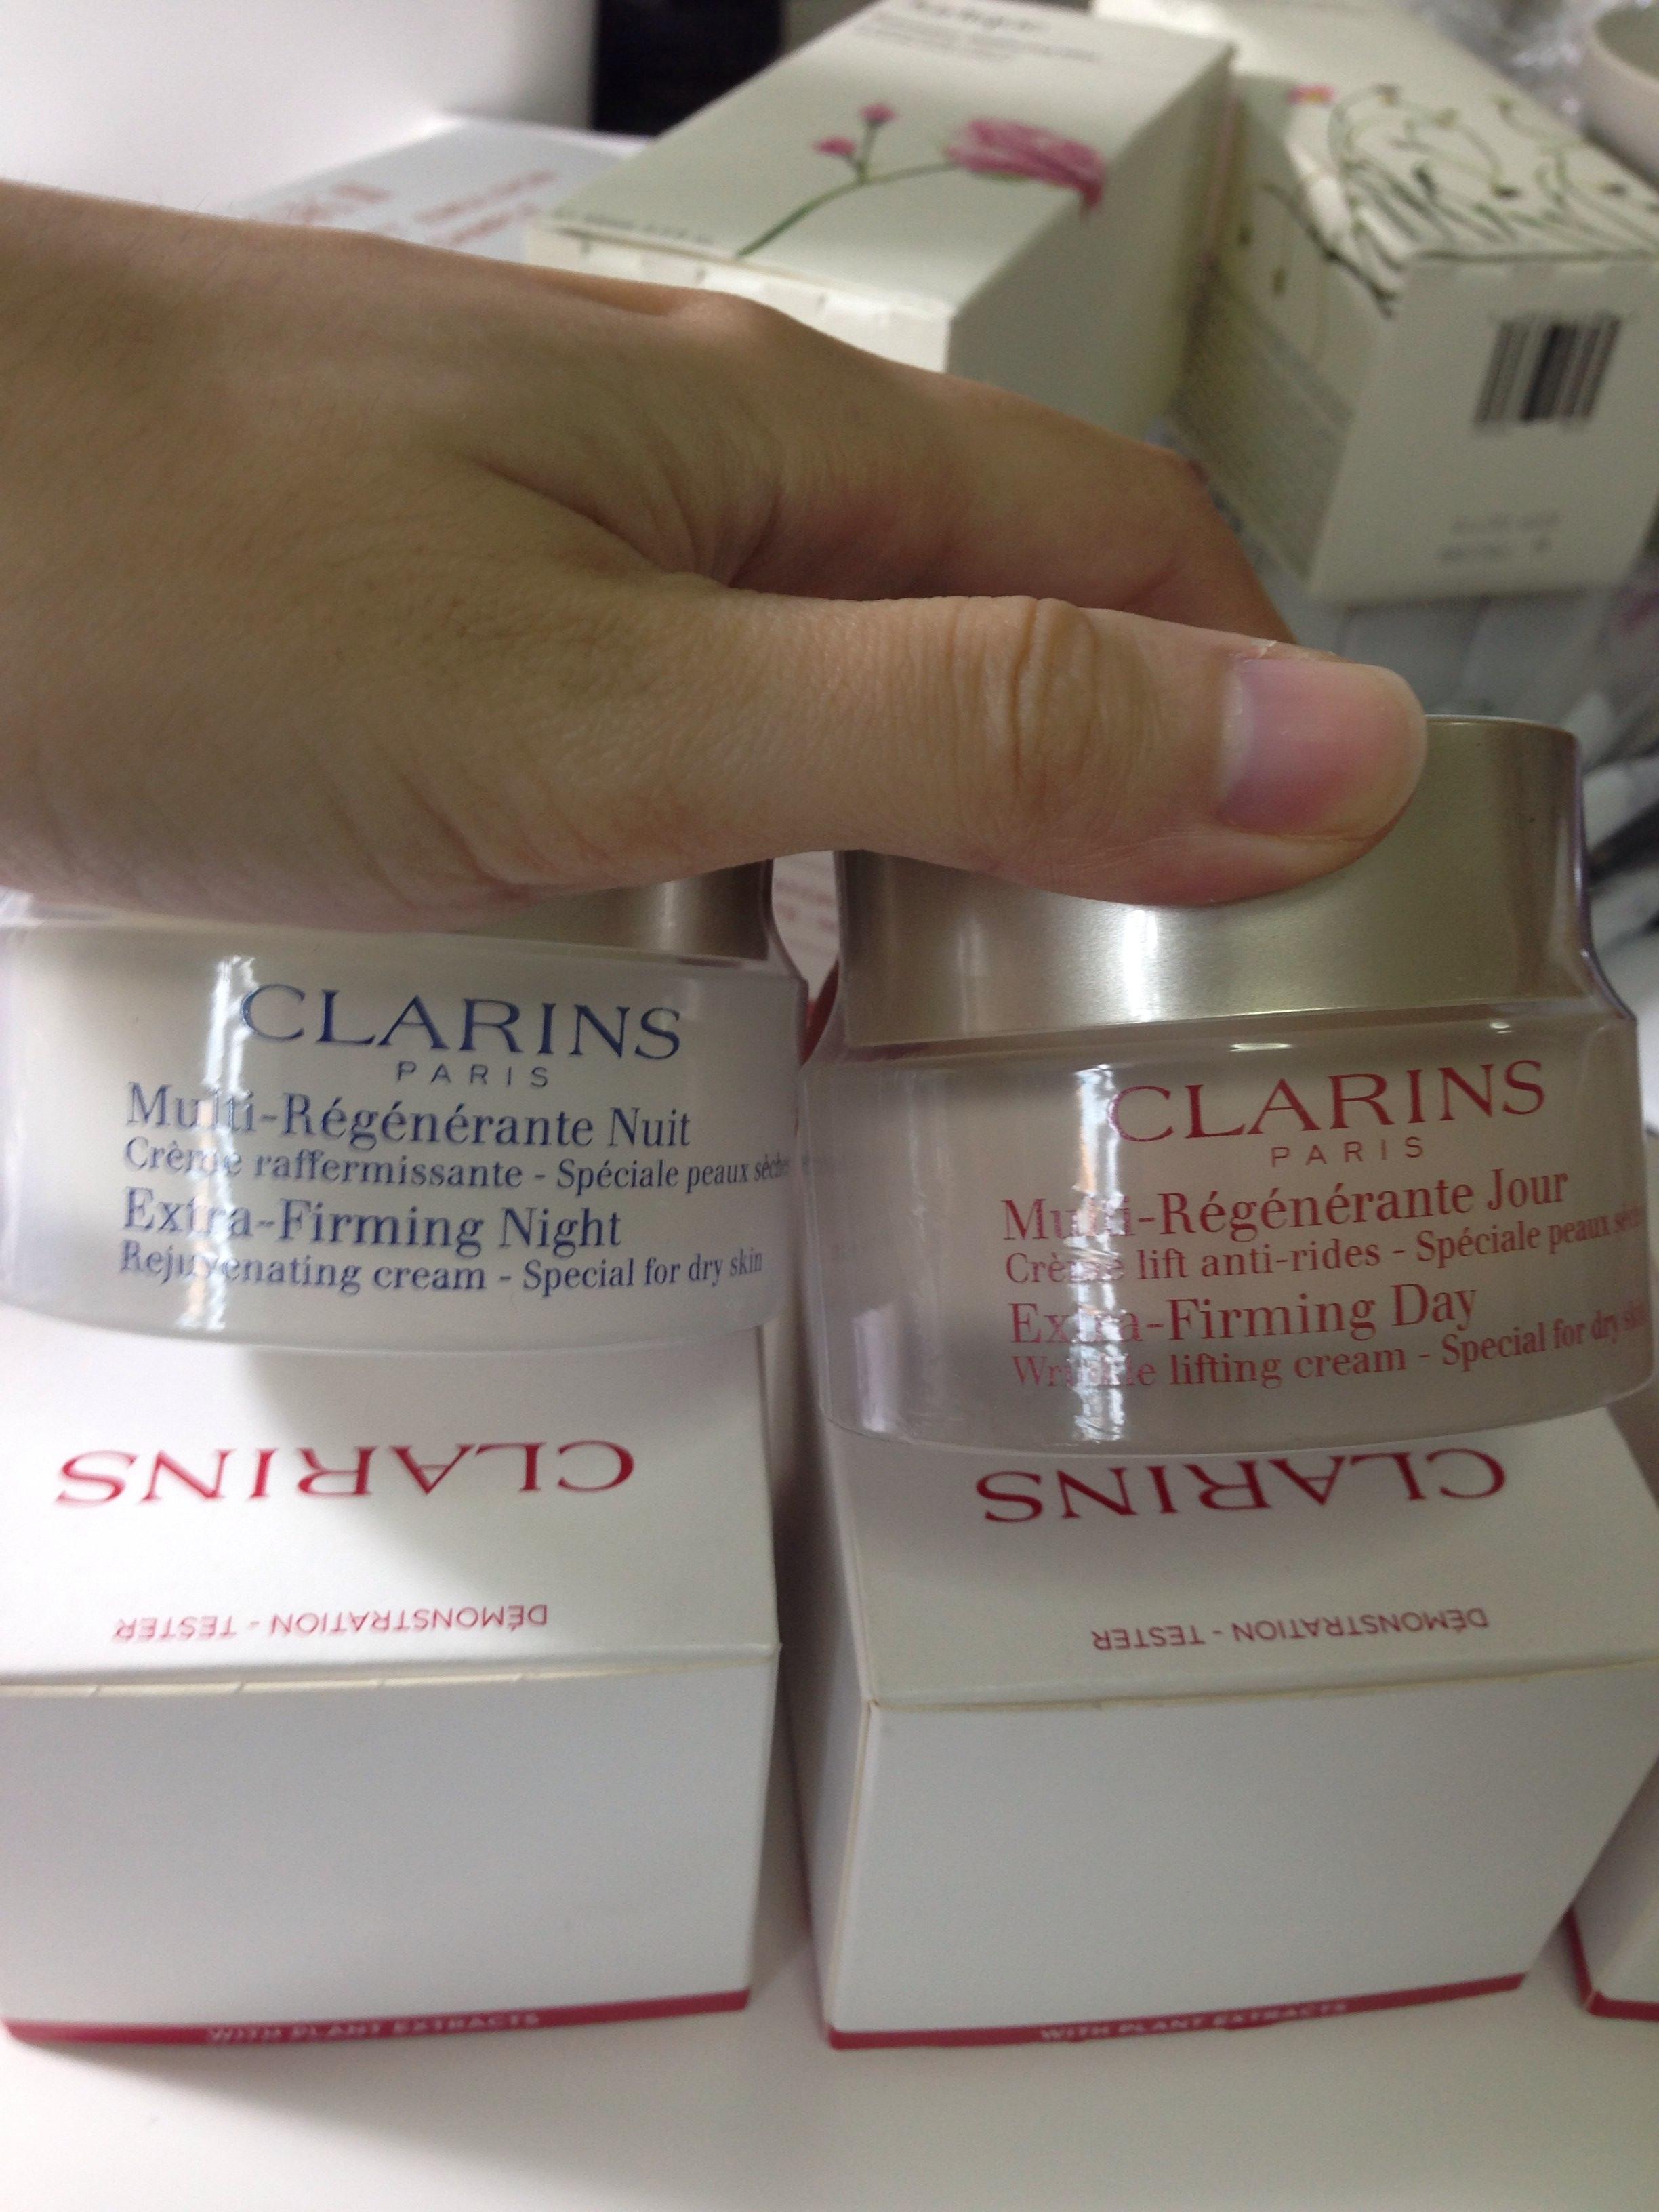 CLARINS
PARIS
Multi-Régénérante Nuit
Crème raffermissante - Spéciale peaux sèches
Extra-Firming Night
Rejuvenating cream - Special for dry skin
CLARINS
PARIS
Multi-Régénérante Jour
Crème lift anti-rides - Spéciale peaux
Extra-Firming Day
Wrinkle lifting cream - Special for dry skin
CLARINS
DÉMONSTRATION - TESTER
WITH PLANT EXTRACTS
CLARINS
DÉMONSTRATION - TESTER
WITH PLANT EXTRACTS